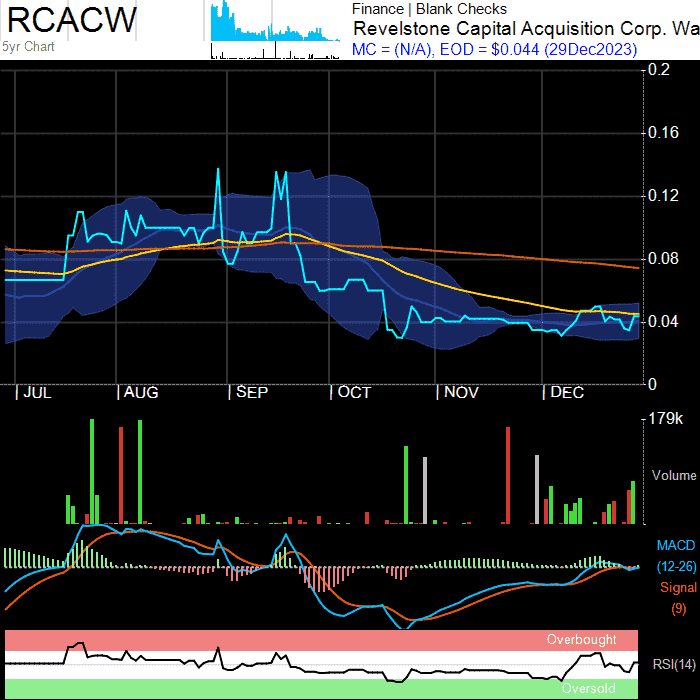 RCACW
5yr Chart
Finance | Blank Checks
Revelstone Capital Acquisition Corp. Wa
MC = (N/A), EOD = $0.044 (29Dec2023)
0.2
0.16
0.12
0.08
0.04
0
| JUL | AUG | SEP | OCT | NOV | DEC
179k
Volume
MACD
(12-26)
Signal
(9)
Overbought
RSI(14)
Oversold